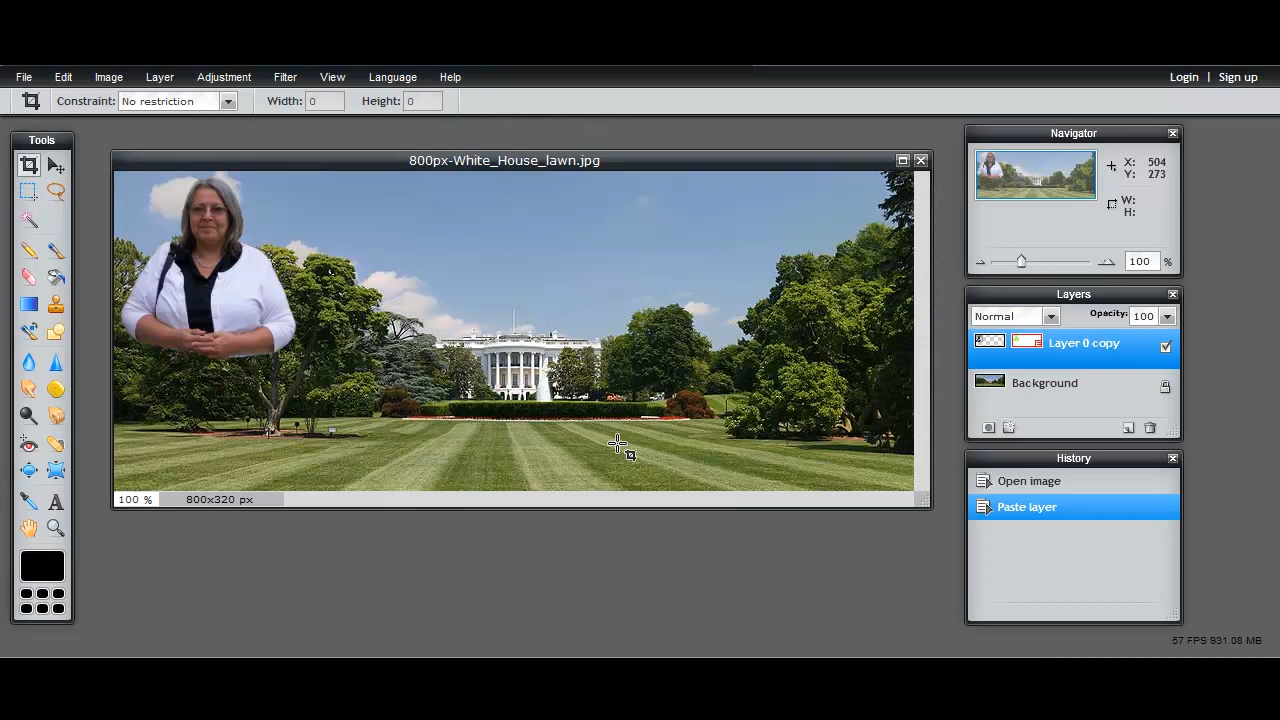 File Edit Image Layer Adjustment Filter View Language Help Login Sign up
Constraint: No restriction Width: 0 Height: 0
Tools
800px-White_House_lawn.jpg
100 % 800x320 px
Navigator
X: 504
Y: 273
W:
H:
100 %
Layers
Normal Opacity: 100
Layer 0 copy
Background
History
Open image
Paste layer
57 FPS 931.08 MB